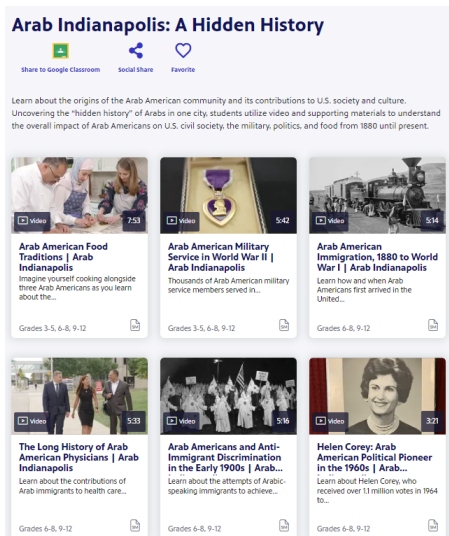 Arab Indianapolis: A Hidden History
Share to Google Classroom
Social Share
Favorite
Learn about the origins of the Arab American community and its contributions to U.S. society and culture.
Uncovering the “hidden history” of Arabs in one city, students utilize video and supporting materials to understand
the overall impact of Arab Americans on U.S. civil society, the military, politics, and food from 1880 until present.
Video 7:53
Arab American Food
Traditions | Arab
Indianapolis
Imagine yourself cooking alongside
three Arab Americans as you learn
about the...
Grades 3-5, 6-8, 9-12
Video 5:42
Arab American Military
Service in World War II |
Arab Indianapolis
Thousands of Arab American military
service members served in...
Grades 3-5, 6-8, 9-12
Video 5:14
Arab American
Immigration, 1880 to World
War I | Arab Indianapolis
Learn how and when Arab
Americans first arrived in the
United...
Grades 6-8, 9-12
Video 5:33
The Long History of Arab
American Physicians | Arab
Indianapolis
Learn about the contributions of
Arab immigrants to health care...
Grades 6-8, 9-12
Video 5:16
Arab Americans and Anti-
Immigrant Discrimination
in the Early 1900s | Arab...
Learn about the attempts of Arabic-
speaking immigrants to achieve...
Grades 6-8, 9-12
Video 3:21
Helen Corey: Arab
American Political Pioneer
in the 1960s | Arab...
Learn about Helen Corey, who
received over 1.1 million votes in 1964
to...
Grades 6-8, 9-12